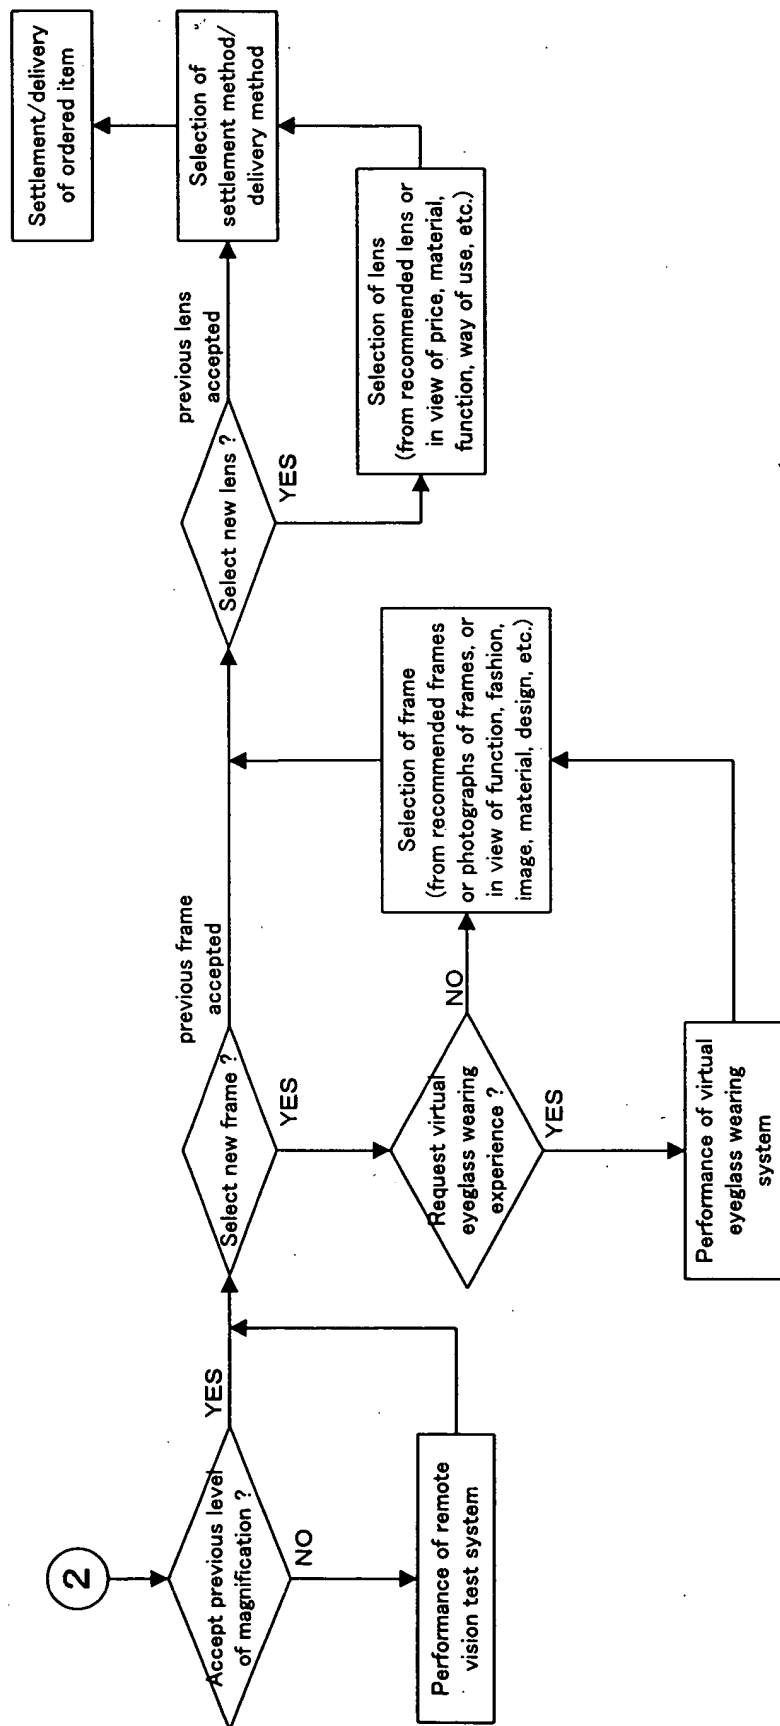 2
Accept previous level
of magnification ?
YES
NO
Performance of remote
vision test system
Select new frame ?
previous frame
accepted
YES
Request virtual
eyeglass wearing
experience ?
NO
YES
Performance of virtual
eyeglass wearing
system
Selection of frame
(from recommended frames
or photographs of frames, or
in view of function, fashion,
image, material, design, etc.)
Select new lens ?
previous lens
accepted
YES
Selection of lens
(from recommended lens or
in view of price, material,
function, way of use, etc.)
Selection of
settlement method/
delivery method
Settlement/delivery
of ordered item